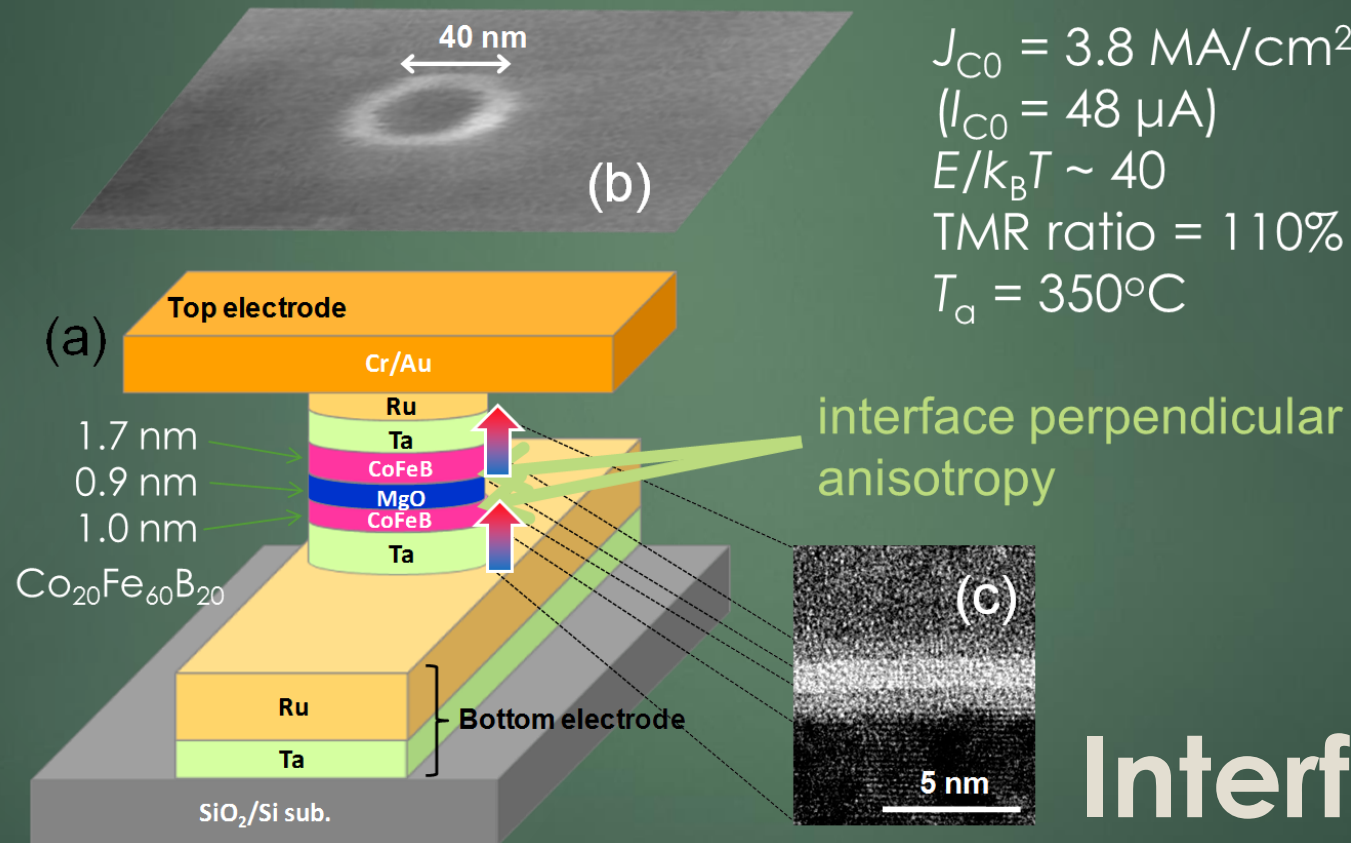 40 nm
(b)
J_C0 = 3.8 MA/cm²
(I_C0 = 48 µA)
E/k_BT ~ 40
TMR ratio = 110%
T_a = 350°C
(a)
Top electrode
Cr/Au
Ru
Ta
CoFeB
MgO
CoFeB
Ta
1.7 nm
0.9 nm
1.0 nm
Co₂₀Fe₆₀B₂₀
interface perpendicular
anisotropy
(c)
5 nm
Ru
Ta
Bottom electrode
SiO₂/Si sub.
Interf